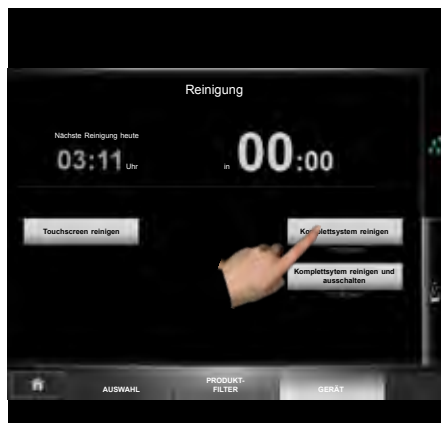 Reinigung
Nächste Reinigung heute
03:11 Uhr
in 00:00
Touchscreen reinigen
Komplettsystem reinigen
Komplettsytem reinigen und
ausschalten
AUSWAHL
PRODUKT-
FILTER
GERÄT